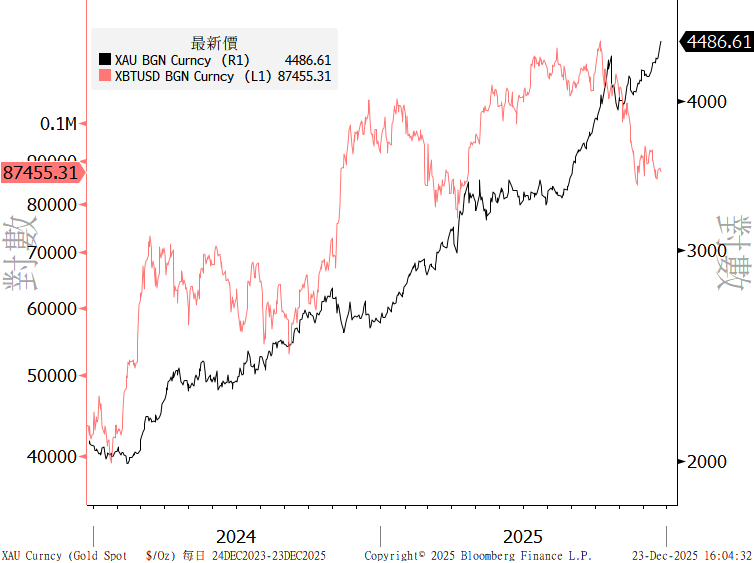 最新價
XAU BGN Curncy (R1) 4486.61
XBTUSD BGN Curncy (L1) 87455.31
4486.61
4000
0.1M
90000
87455.31
80000
70000
3000
60000
50000
40000
2000
對數
對數
2024
2025
XAU Curncy (Gold Spot $/Oz) 每日 24DEC2023-23DEC2025
Copyright© 2025 Bloomberg Finance L.P.
23-Dec-2025 16:04:32